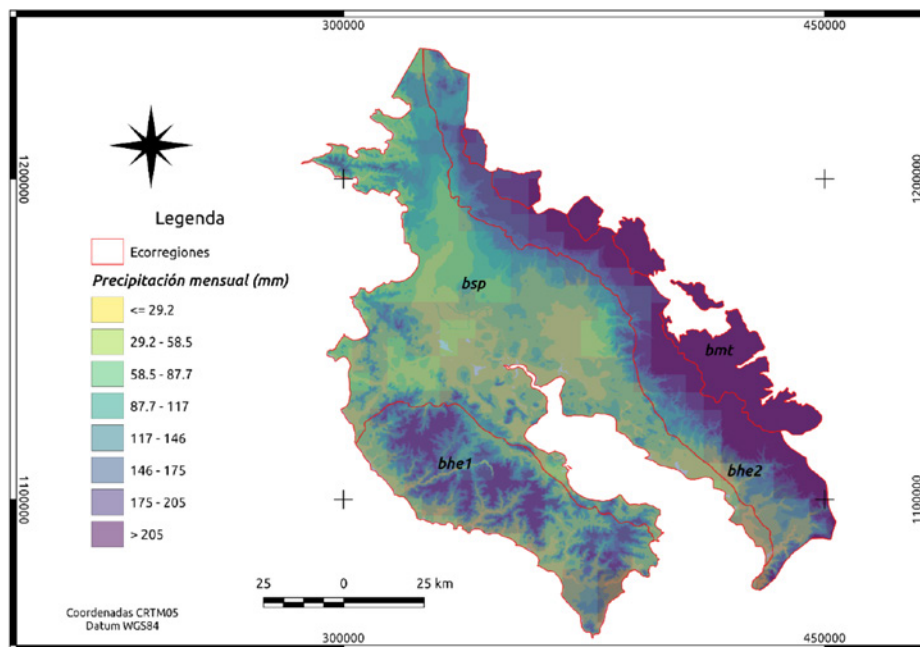 300000
450000
1200000
1200000
Legenda
Ecorregiones
Precipitación mensual (mm)
<= 29.2
29.2 - 58.5
58.5 - 87.7
87.7 - 117
117 - 146
146 - 175
175 - 205
> 205
bsp
bmt
bhe1
bhe2
1100000
1100000
25
0
25 km
Coordenadas CRTM05
Datum WGS84
300000
450000